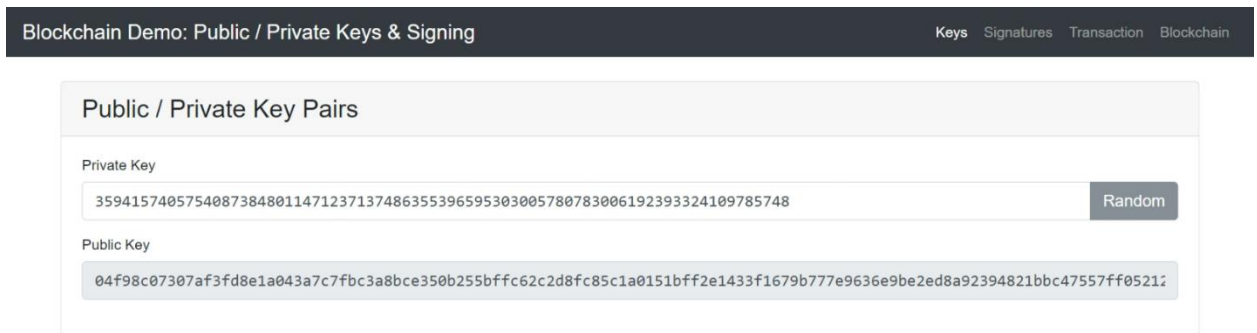 Blockchain Demo: Public / Private Keys & Signing
Keys Signatures Transaction Blockchain
Public / Private Key Pairs
Private Key
35941574057540873848011471237137486355396595303005780783006192393324109785748
Random
Public Key
04f98c07307af3fd8e1a043a7c7fbc3a8bce350b255bffc62c2d8fc85c1a0151bff2e1433f1679b777e9636e9be2ed8a92394821bbc47557ff05212